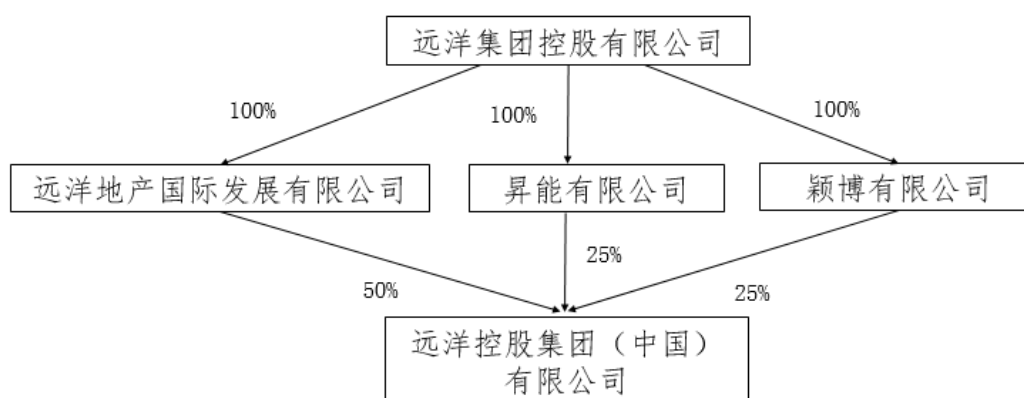 远洋集团控股有限公司
100%
100%
100%
远洋地产国际发展有限公司
昇能有限公司
颖博有限公司
50%
25%
25%
远洋控股集团（中国）
有限公司